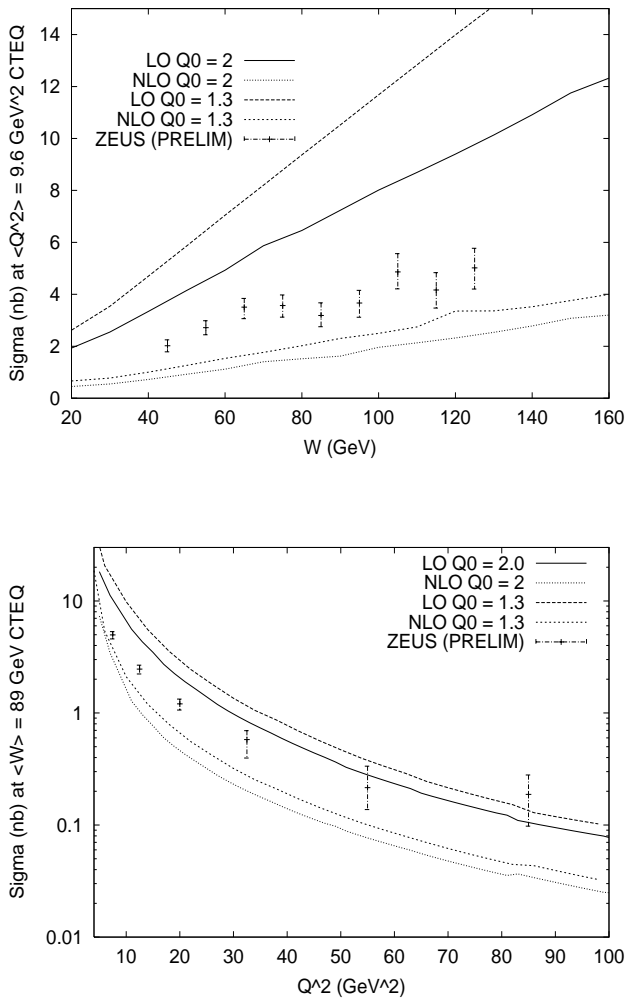 Sigma (nb) at <Q^2> = 9.6 GeV^2 CTEQ
14
12
10
8
6
4
2
0
LO Q0 = 2
NLO Q0 = 2
LO Q0 = 1.3
NLO Q0 = 1.3
ZEUS (PRELIM)
20 40 60 80 100 120 140 160
W (GeV)
Sigma (nb) at <W> = 89 GeV CTEQ
10
1
0.1
0.01
LO Q0 = 2.0
NLO Q0 = 2
LO Q0 = 1.3
NLO Q0 = 1.3
ZEUS (PRELIM)
10 20 30 40 50 60 70 80 90 100
Q^2 (GeV^2)